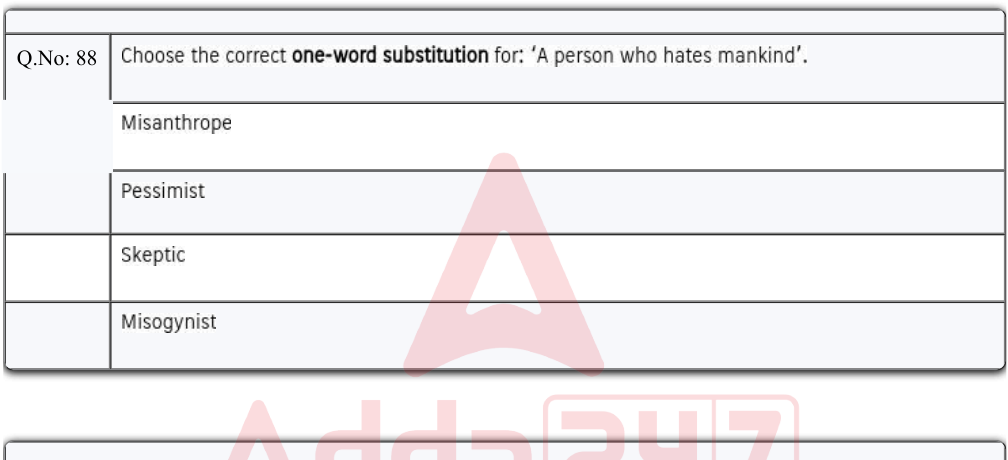 Q.No: 88
Choose the correct one-word substitution for: ‘A person who hates mankind’.
Misanthrope
Pessimist
Skeptic
Misogynist
Adda247